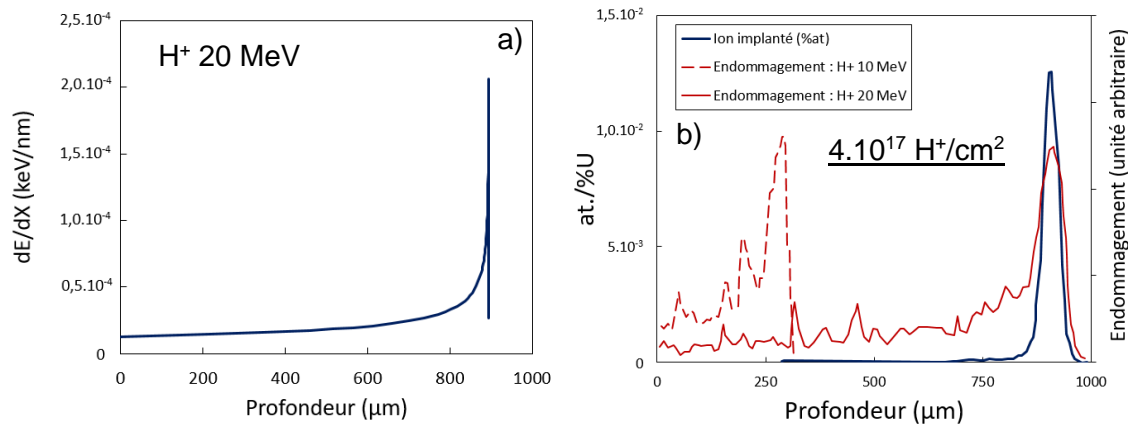 H⁺ 20 MeV
a)
dE/dX (keV/nm)
2,5.10⁻⁴
2,0.10⁻⁴
1,5.10⁻⁴
1,0.10⁻⁴
0,5.10⁻⁴
0
0 200 400 600 800 1000
Profondeur (µm)
1,5.10⁻²
1,0.10⁻²
5.10⁻³
0
at./%U
Ion implanté (%at)
Endommagement : H+ 10 MeV
Endommagement : H+ 20 MeV
b)
4.10¹⁷ H⁺/cm²
Endommagement (unité arbitraire)
0 250 500 750 1000
Profondeur (µm)